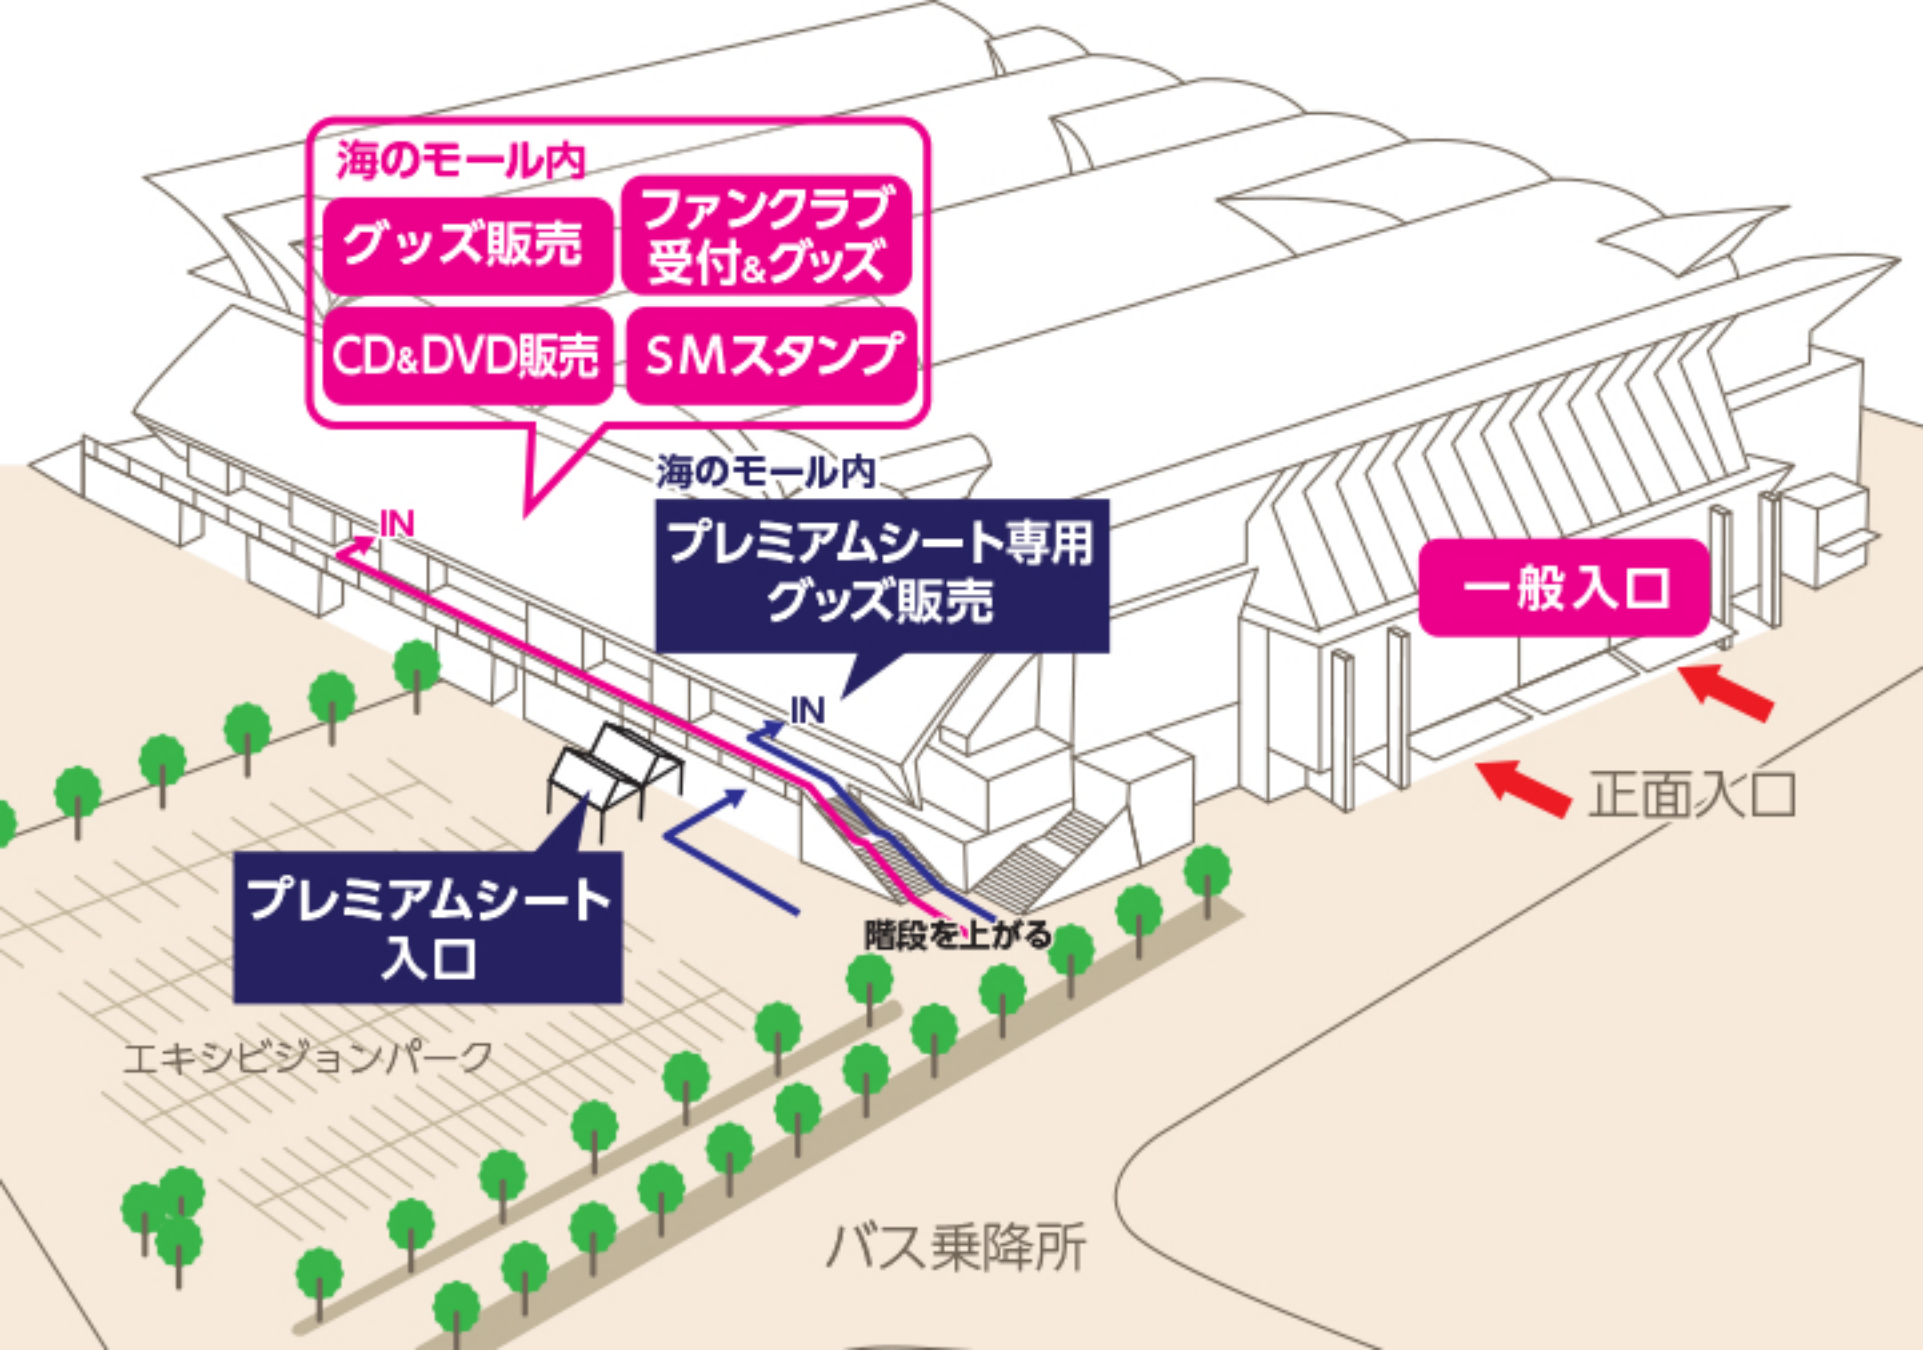 海のモール内
グッズ販売
ファンクラブ
受付&グッズ
CD&DVD販売
SMスタンプ
IN
海のモール内
プレミアムシート専用
グッズ販売
IN
一般入口
正面入口
プレミアムシート
入口
階段を上がる
エキシビジョンパーク
バス乗降所